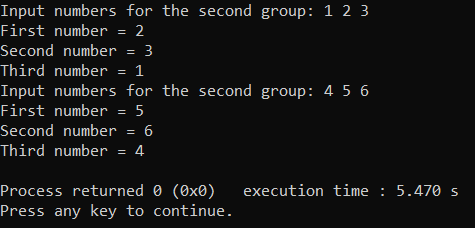 Input numbers for the second group: 1 2 3
First number = 2
Second number = 3
Third number = 1
Input numbers for the second group: 4 5 6
First number = 5
Second number = 6
Third number = 4
Process returned 0 (0x0)   execution time : 5.470 s
Press any key to continue.